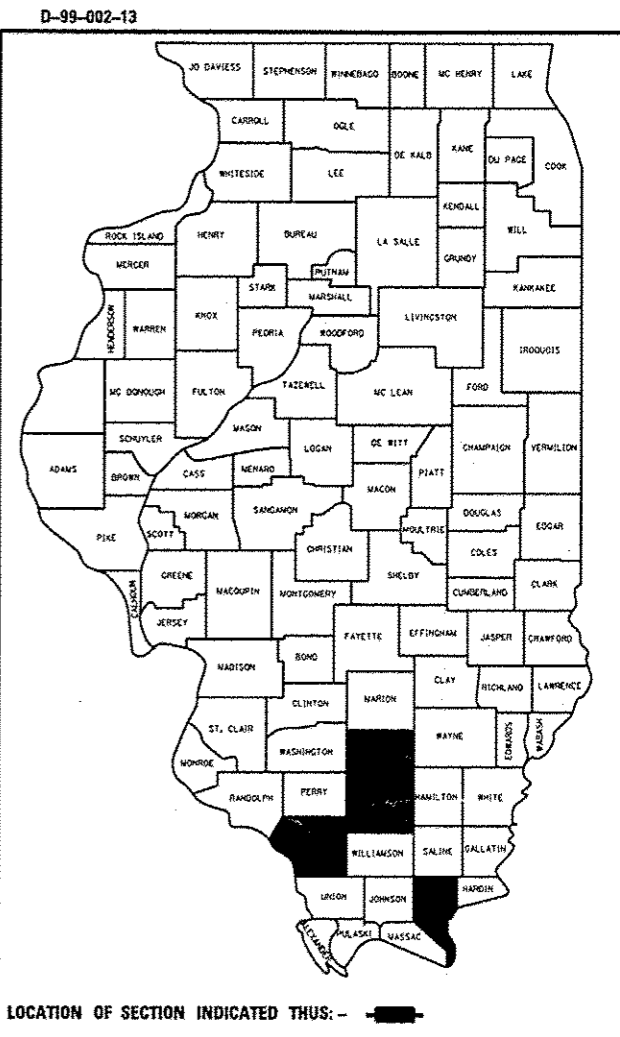 D-99-002-13
JO DAVIESS STEPHENSON WINNEBAGO BOONE MC HENRY LAKE
CARROLL OGLE DE KALB KANE DU PAGE COOK
WHITESIDE LEE
KENDALL
ROCK ISLAND HENRY BUREAU LA SALLE WILL
MERCER PUTNAM GRUNDY
STARK MARSHALL KANKAKEE
HENDERSON WARREN KNOX PEORIA WOODFORD LIVINGSTON IROQUOIS
MC DONOUGH FULTON TAZEWELL MC LEAN FORD
SCHUYLER MASON LOGAN DE WITT CHAMPAIGN VERMILION
ADAMS BROWN CASS MENARD MACON PIATT
PIKE SCOTT MORGAN SANGAMON CHRISTIAN MOULTRIE DOUGLAS EDGAR
COLES
CALHOUN GREENE MACOUPIN MONTGOMERY SHELBY CUMBERLAND CLARK
JERSEY FAYETTE EFFINGHAM JASPER CRAWFORD
MADISON BOND
CLINTON MARION CLAY RICHLAND LAWRENCE
ST. CLAIR WASHINGTON WAYNE EDWARDS WABASH
MONROE
RANDOLPH PERRY HAMILTON WHITE
WILLIAMSON SALINE GALLATIN
UNION JOHNSON HARDIN
ALEXANDER PULASKI MASSAC
LOCATION OF SECTION INDICATED THUS: -